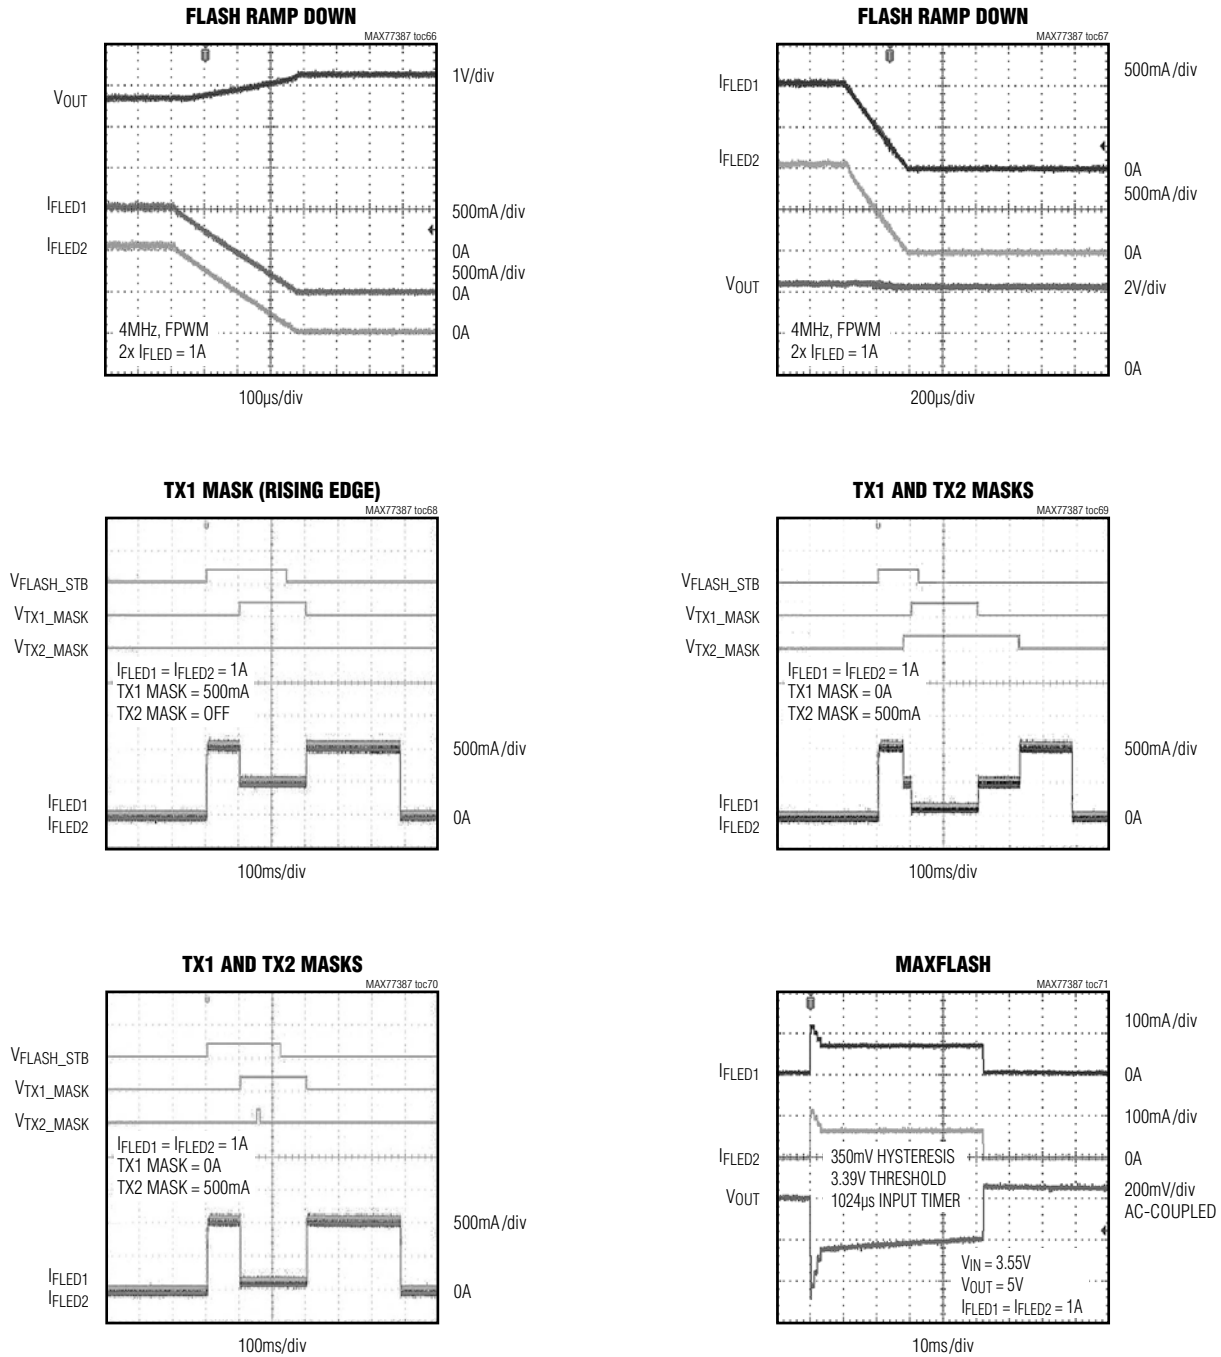 FLASH RAMP DOWN
MAX77387 toc66
VOUT
1V/div
IFLED1
500mA/div
IFLED2
0A
500mA/div
0A
0A
4MHz, FPWM
2x IFLED = 1A
100µs/div
FLASH RAMP DOWN
MAX77387 toc67
500mA/div
IFLED1
IFLED2
0A
500mA/div
0A
VOUT
2V/div
4MHz, FPWM
2x IFLED = 1A
0A
200µs/div
TX1 MASK (RISING EDGE)
MAX77387 toc68
VFLASH_STB
VTX1_MASK
VTX2_MASK
IFLED1 = IFLED2 = 1A
TX1 MASK = 500mA
TX2 MASK = OFF
500mA/div
IFLED1
IFLED2
0A
100ms/div
TX1 AND TX2 MASKS
MAX77387 toc69
VFLASH_STB
VTX1_MASK
VTX2_MASK
IFLED1 = IFLED2 = 1A
TX1 MASK = 0A
TX2 MASK = 500mA
500mA/div
IFLED1
IFLED2
0A
100ms/div
TX1 AND TX2 MASKS
MAX77387 toc70
VFLASH_STB
VTX1_MASK
VTX2_MASK
IFLED1 = IFLED2 = 1A
TX1 MASK = 0A
TX2 MASK = 500mA
500mA/div
IFLED1
IFLED2
0A
100ms/div
MAXFLASH
MAX77387 toc71
100mA/div
IFLED1
0A
100mA/div
IFLED2
0A
350mV HYSTERESIS
3.39V THRESHOLD
1024µs INPUT TIMER
VOUT
200mV/div
AC-COUPLED
VIN = 3.55V
VOUT = 5V
IFLED1 = IFLED2 = 1A
10ms/div